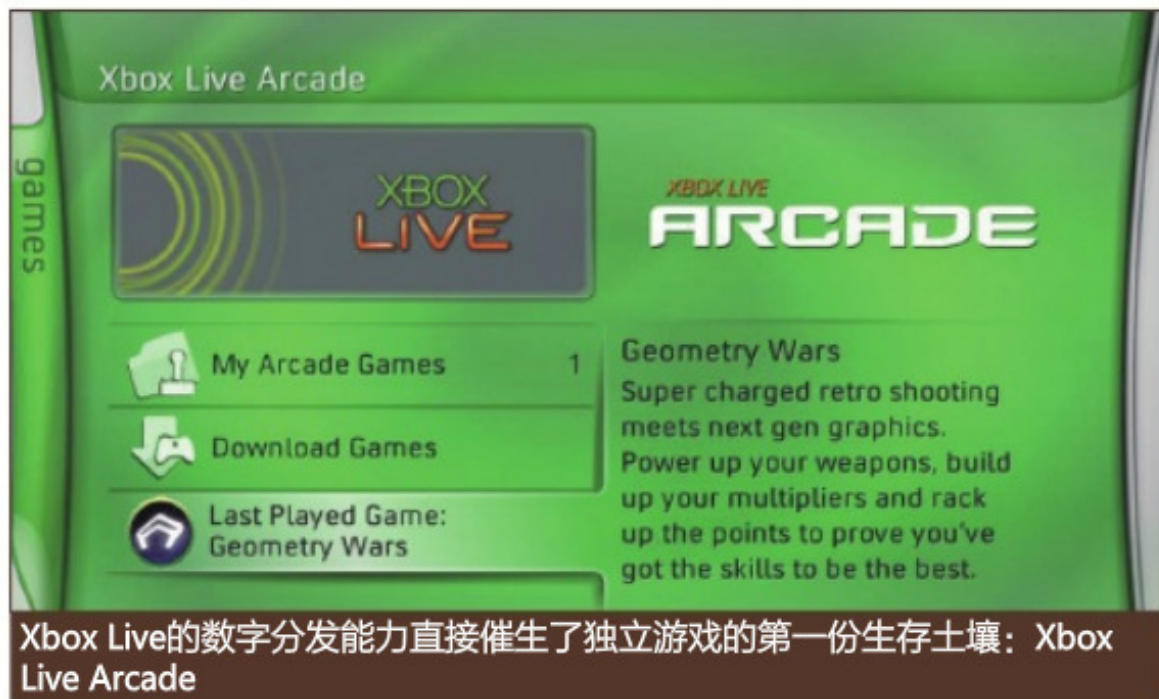 Xbox Live Arcade
games
XBOX
LIVE
XBOX LIVE
ARCADE
My Arcade Games 1
Download Games
Last Played Game:
Geometry Wars
Geometry Wars
Super charged retro shooting
meets next gen graphics.
Power up your weapons, build
up your multipliers and rack
up the points to prove you've
got the skills to be the best.
Xbox Live的数字分发能力直接催生了独立游戏的第一份生存土壤：Xbox
Live Arcade